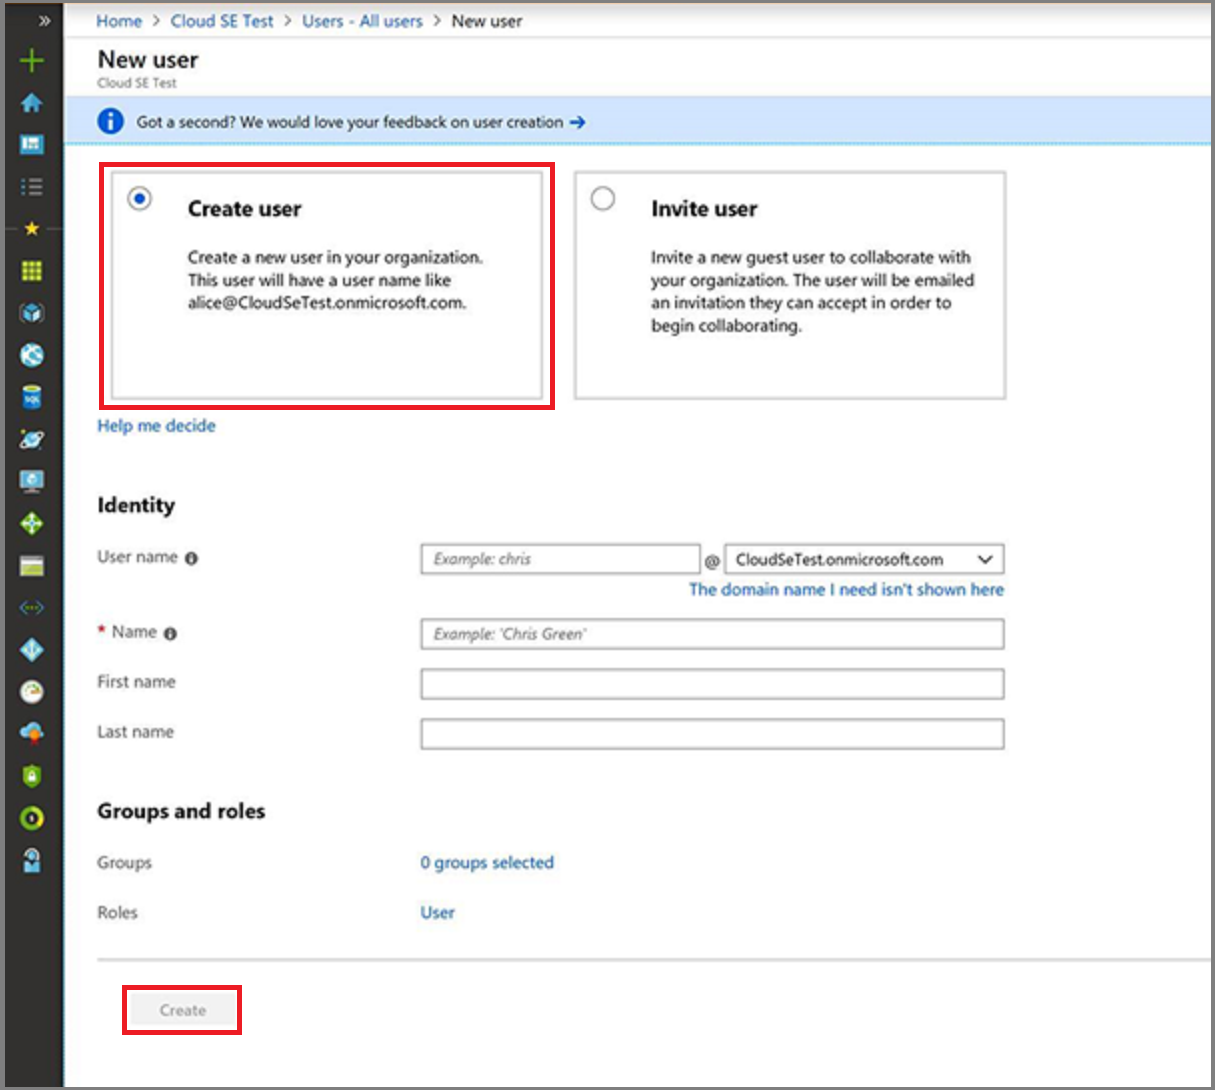 » Home > Cloud SE Test > Users - All users > New user
New user
Cloud SE Test
Got a second? We would love your feedback on user creation →
Create user
Create a new user in your organization.
This user will have a user name like
alice@CloudSeTest.onmicrosoft.com.
Invite user
Invite a new guest user to collaborate with
your organization. The user will be emailed
an invitation they can accept in order to
begin collaborating.
Help me decide
Identity
User name Example: chris @ CloudSeTest.onmicrosoft.com
The domain name I need isn't shown here
* Name Example: 'Chris Green'
First name
Last name
Groups and roles
Groups 0 groups selected
Roles User
Create